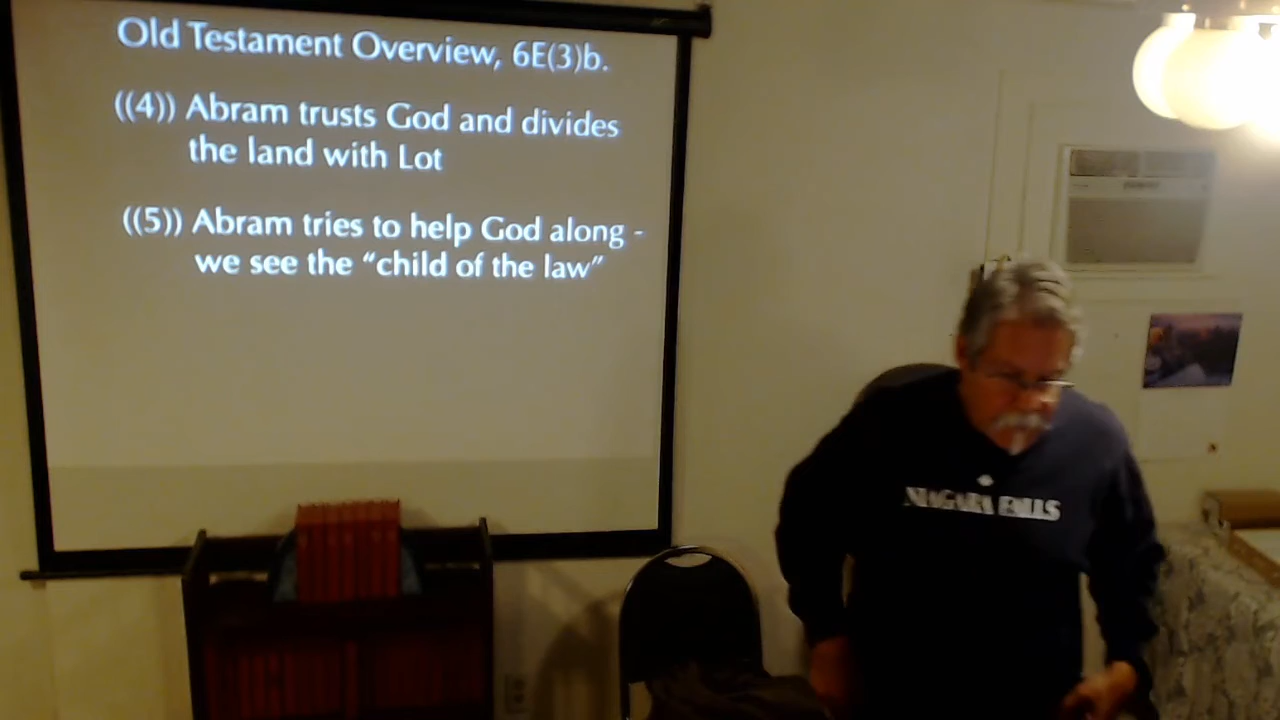 Old Testament Overview, 6E(3)b.
((4)) Abram trusts God and divides
the land with Lot
((5)) Abram tries to help God along -
we see the “child of the law”
NIAGARA FALLS